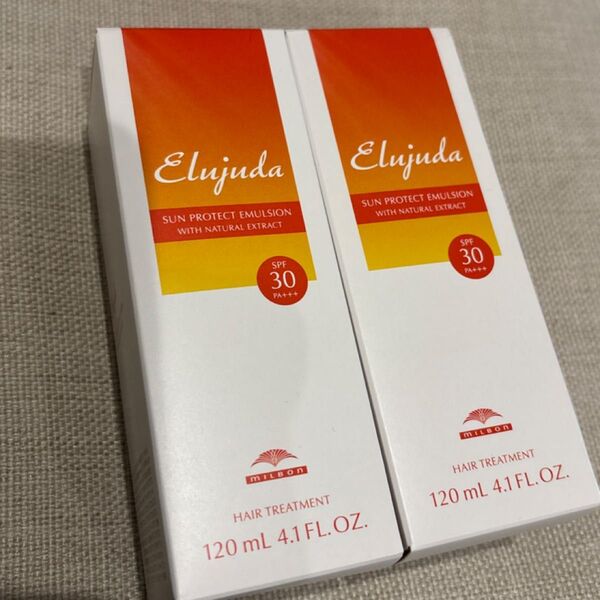 Elujuda
SUN PROTECT EMULSION
WITH NATURAL EXTRACT
SPF
30
PA+++
MILBON
HAIR TREATMENT
120 mL 4.1 FL. OZ.
Elujuda
SUN PROTECT EMULSION
WITH NATURAL EXTRACT
SPF
30
PA+++
MILBON
HAIR TREATMENT
120 mL 4.1 FL. OZ.